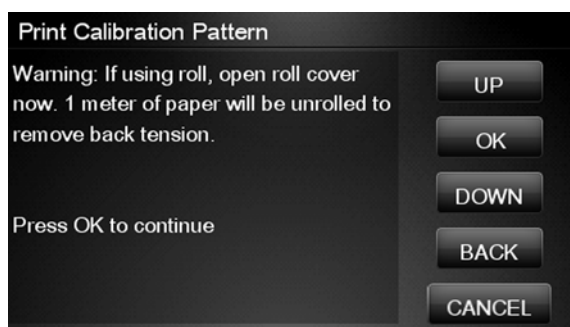 Print Calibration Pattern
Warning: If using roll, open roll cover
now. 1 meter of paper will be unrolled to
remove back tension.
Press OK to continue
UP
OK
DOWN
BACK
CANCEL